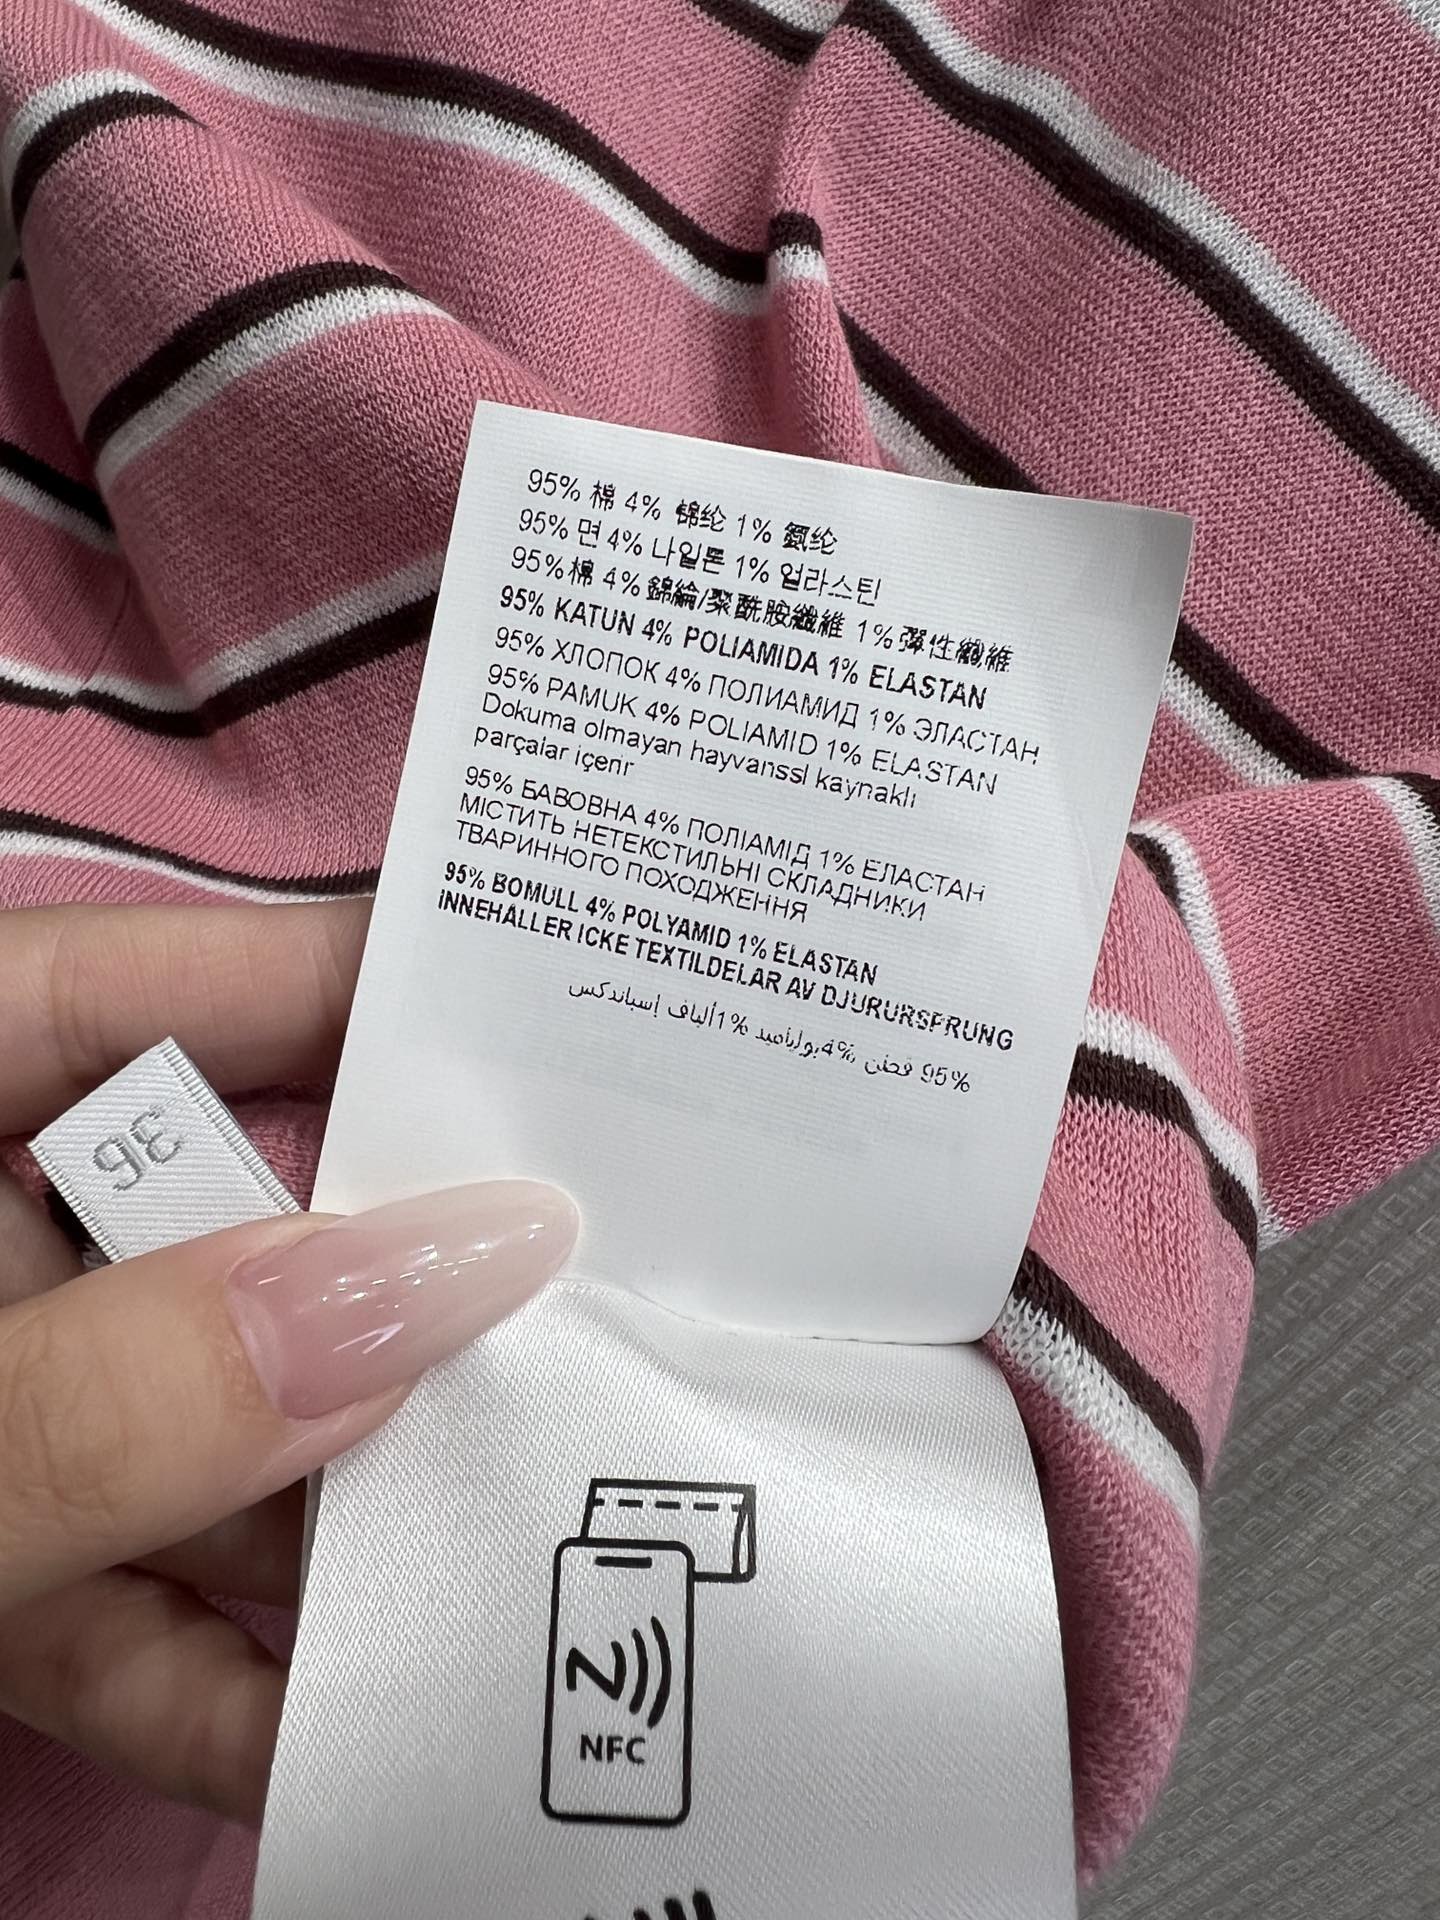 95% 棉 4% 锦纶 1% 氨纶
95% 면 4% 나일론 1% 엘라스틴
95% 棉 4% 錦綸/聚酰胺纖維 1% 彈性纖維
95% KATUN 4% POLIAMIDA 1% ELASTAN
95% ХЛОПОК 4% ПОЛИАМИД 1% ЭЛАСТАН
95% PAMUK 4% POLIAMID 1% ELASTAN
Dokuma olmayan hayvanssl kaynaklı
parçalar içerir
95% БАВОВНА 4% ПОЛІАМІД 1% ЕЛАСТАН
МІСТИТЬ НЕТЕКСТИЛЬНІ СКЛАДНИКИ
ТВАРИННОГО ПОХОДЖЕННЯ
95% BOMULL 4% POLYAMID 1% ELASTAN
INNEHÅLLER ICKE TEXTILDELAR AV DJURURSPRUNG
95% قطن 4% بولياميد 1% ألياف إسباندكس
36
N
NFC